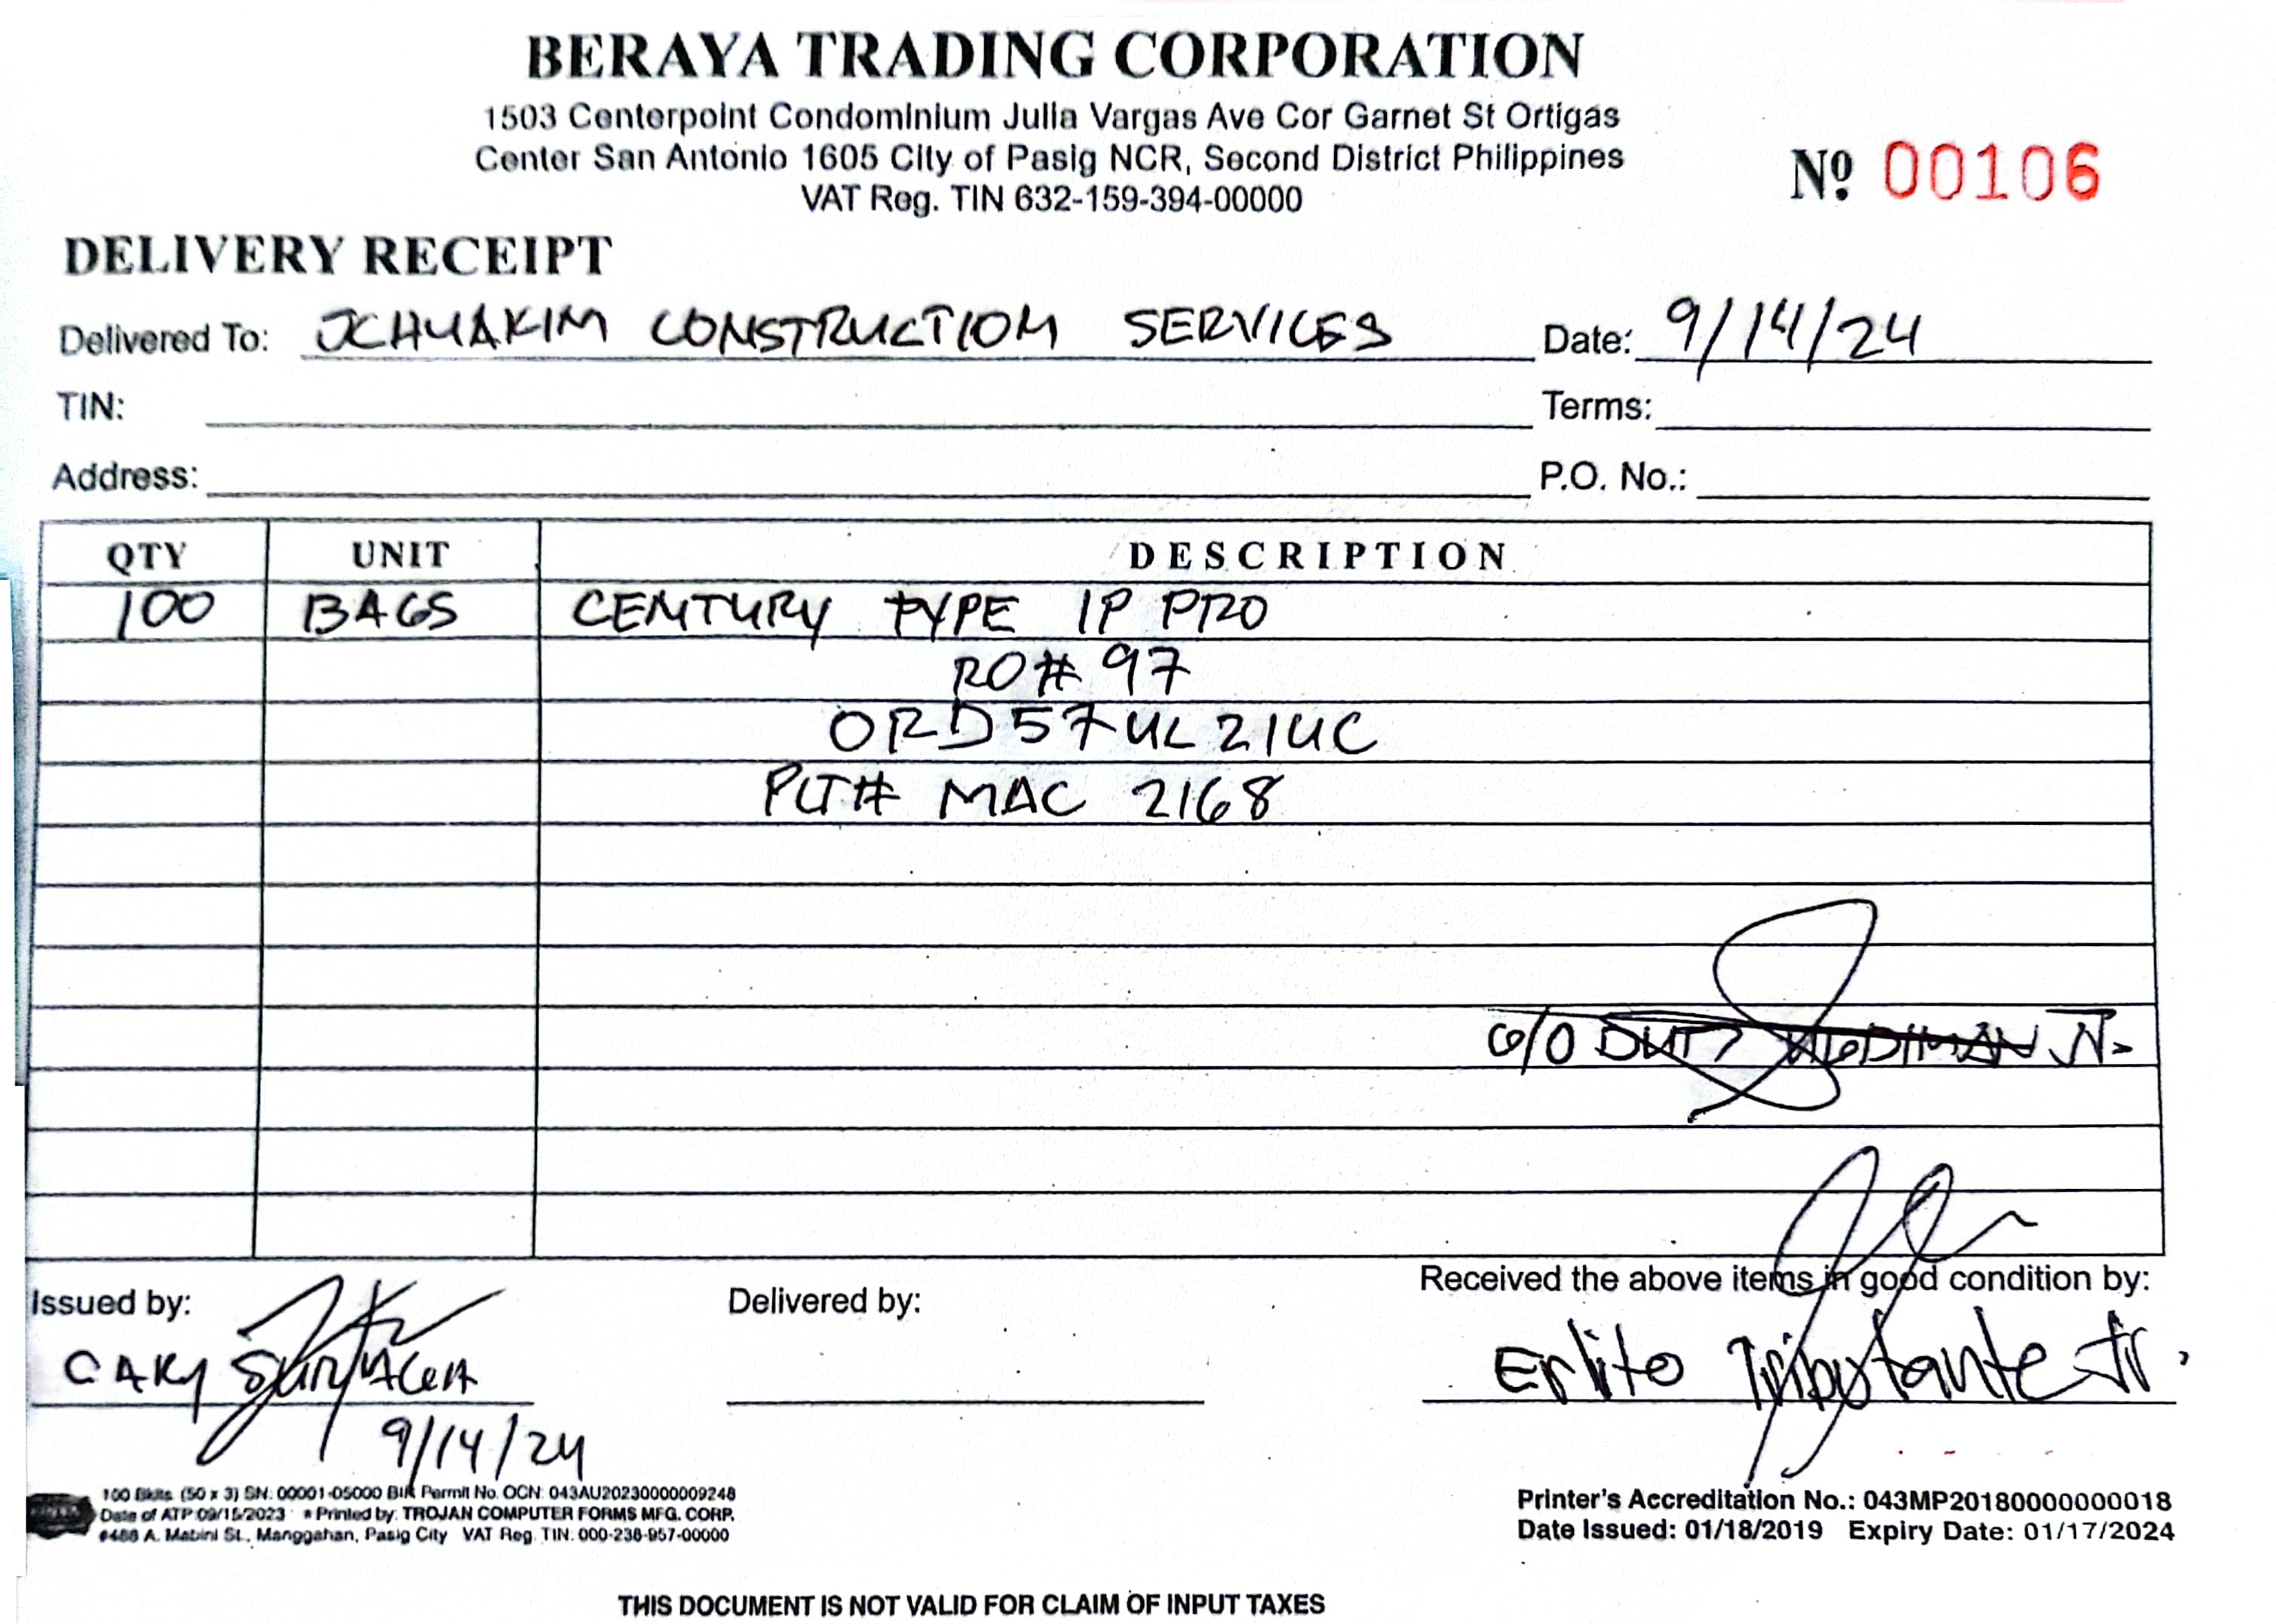 BERAYA TRADING CORPORATION
1503 Centerpoint Condominium Julia Vargas Ave Cor Garnet St Ortigas
Center San Antonio 1605 City of Pasig NCR, Second District Philippines
VAT Reg. TIN 632-159-394-00000
Nº 00106
DELIVERY RECEIPT
Delivered To: JCHUAKIM CONSTRUCTION SERVICES Date: 9/14/24
TIN: Terms:
Address: P.O. No.:
QTY UNIT DESCRIPTION
100 BAGS CENTURY TYPE 1P PRO
RO# 97
ORD57UL21UC
PLT# MAC 2168
C/O
Issued by: Delivered by: Received the above items in good condition by:
Erlito Tributante Jr.
9/14/24
100 Bklts. (50 x 3) SN: 00001-05000 BIR Permit No. OCN: 043AU20230000009248
Date of ATP 09/15/2023 * Printed by: TROJAN COMPUTER FORMS MFG. CORP.
#488 A. Mabini St., Manggahan, Pasig City VAT Reg. TIN: 000-238-957-00000
Printer's Accreditation No.: 043MP20180000000018
Date Issued: 01/18/2019 Expiry Date: 01/17/2024
THIS DOCUMENT IS NOT VALID FOR CLAIM OF INPUT TAXES